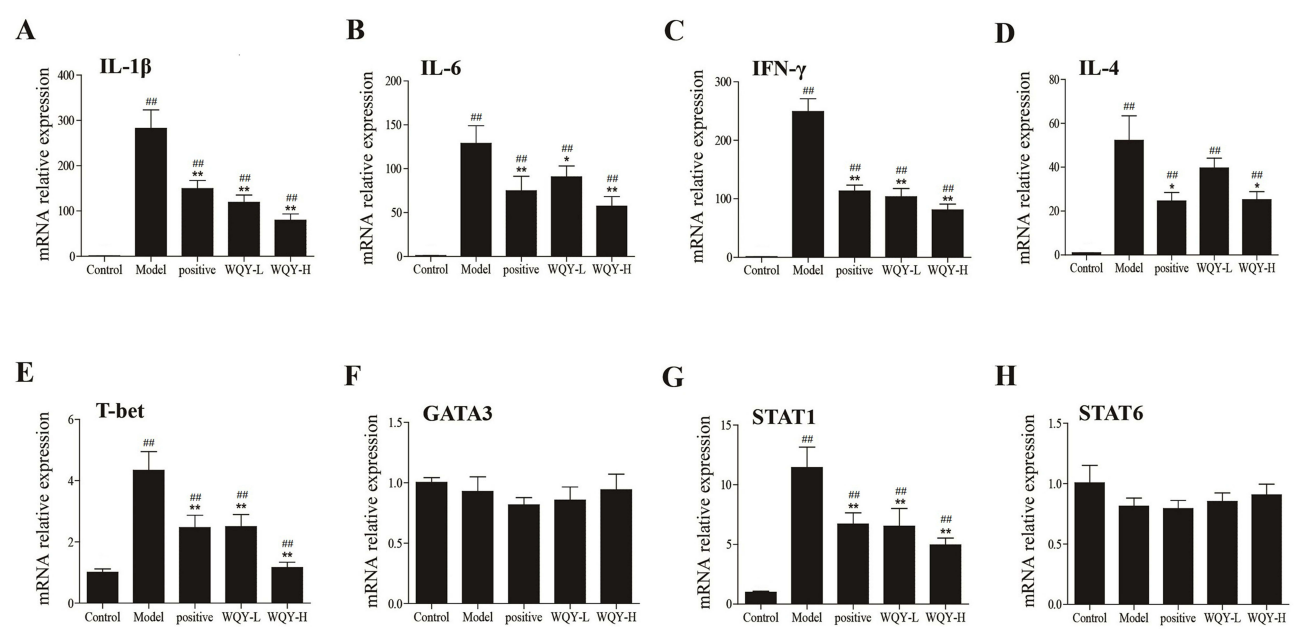 A
IL-1β
mRNA relative expression
400
300
200
100
0
##
##
**
##
**
##
**
Control Model positive WQY-L WQY-H
B
IL-6
mRNA relative expression
200
150
100
50
0
##
##
**
##
*
##
**
Control Model positive WQY-L WQY-H
C
IFN-γ
mRNA relative expression
300
200
100
0
##
##
**
##
**
##
**
Control Model positive WQY-L WQY-H
D
IL-4
mRNA relative expression
80
60
40
20
0
##
##
*
##
##
*
Control Model positive WQY-L WQY-H
E
T-bet
mRNA relative expression
6
4
2
0
##
##
**
##
**
##
**
Control Model positive WQY-L WQY-H
F
GATA3
mRNA relative expression
1.5
1.0
0.5
0.0
Control Model positive WQY-L WQY-H
G
STAT1
mRNA relative expression
15
10
5
0
##
##
**
##
**
##
**
Control Model positive WQY-L WQY-H
H
STAT6
mRNA relative expression
1.5
1.0
0.5
0.0
Control Model positive WQY-L WQY-H